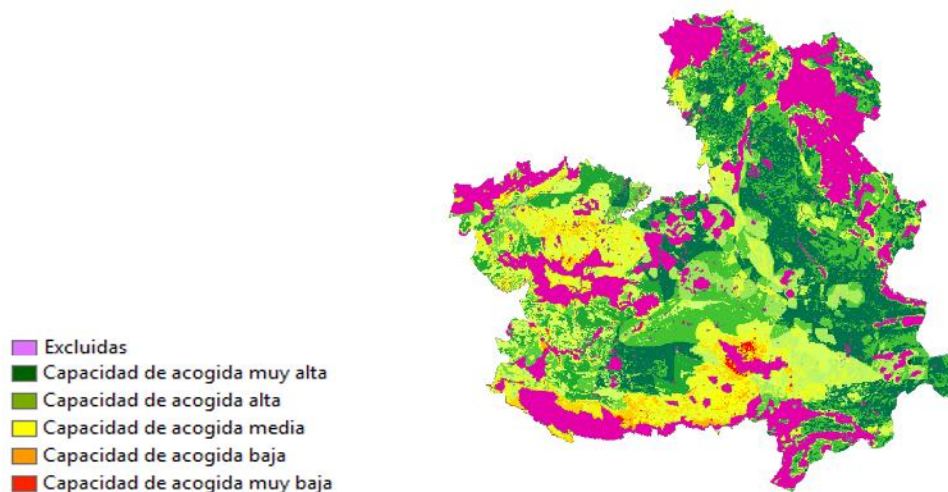 Excluidas
Capacidad de acogida muy alta
Capacidad de acogida alta
Capacidad de acogida media
Capacidad de acogida baja
Capacidad de acogida muy baja